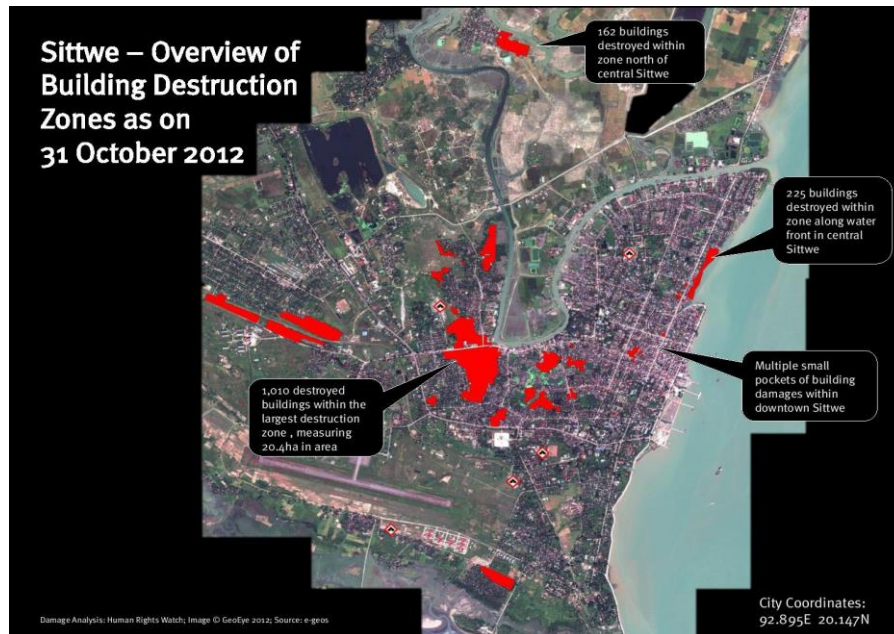 Sittwe – Overview of
Building Destruction
Zones as on
31 October 2012
162 buildings
destroyed within
zone north of
central Sittwe
225 buildings
destroyed within
zone along water
front in central
Sittwe
Multiple small
pockets of building
damages within
downtown Sittwe
1,010 destroyed
buildings within the
largest destruction
zone , measuring
20.4ha in area
Damage Analysis: Human Rights Watch; Image © GeoEye 2012; Source: e-geos
City Coordinates:
92.895E 20.147N